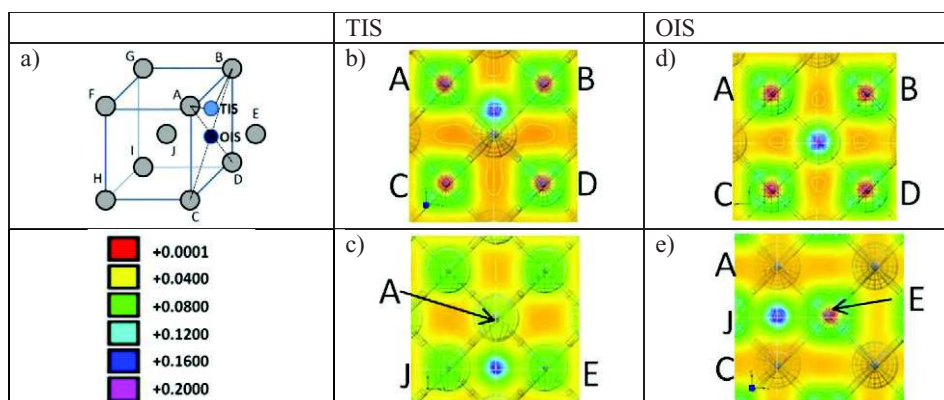 TIS OIS
a) b) d)
G B A B A B
F A TIS
E
OIS
I J
D
H C C D C D
+0.0001 c) e)
+0.0400 A
+0.0800 A E
+0.1200 J
+0.1600 C
+0.2000 J E